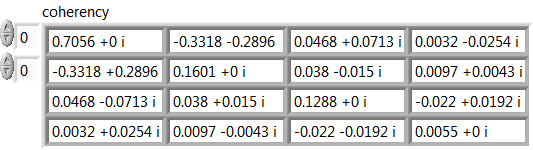 coherency
0 0.7056 +0 i -0.3318 -0.2896 0.0468 +0.0713 i 0.0032 -0.0254 i
0 -0.3318 +0.2896 0.1601 +0 i 0.038 -0.015 i 0.0097 +0.0043 i
0.0468 -0.0713 i 0.038 +0.015 i 0.1288 +0 i -0.022 +0.0192 i
0.0032 +0.0254 i 0.0097 -0.0043 i -0.022 -0.0192 i 0.0055 +0 i